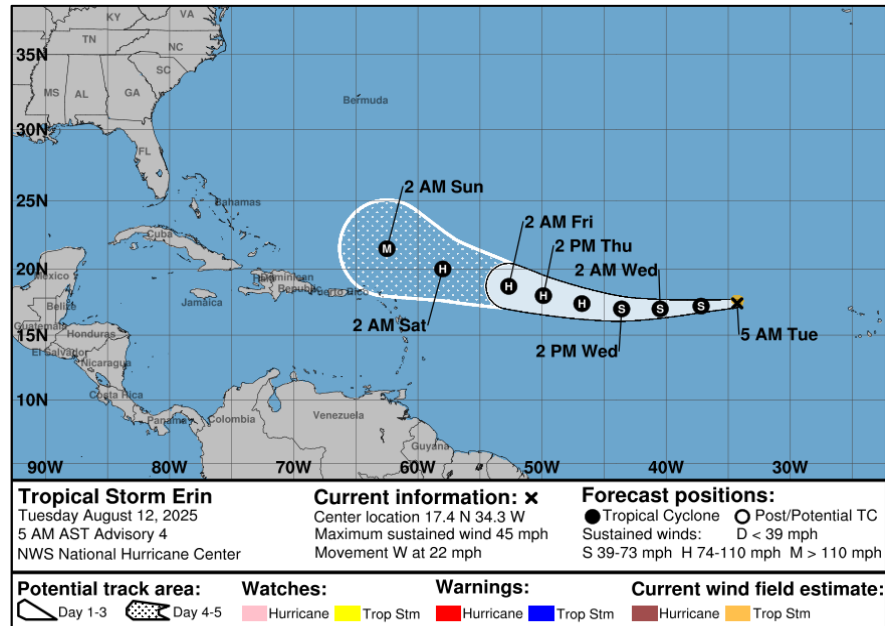 KY
VA
35N
TN
NC
SC
MS
AL
GA
Bermuda
30N
FL
25N
2 AM Sun
Bahamas
2 AM Fri
Cuba
2 PM Thu
M
20N
2 AM Wed
Mexico
Haiti
Dominican
Republic
Puerto Rico
H
H
H
H
S
S
S
Jamaica
Belize
2 AM Sat
5 AM Tue
15N
Guatemala
Honduras
2 PM Wed
El Salvador
Nicaragua
10N
Costa Rica
Panama
Colombia
Venezuela
Guyana
90W 80W 70W 60W 50W 40W 30W
Tropical Storm Erin
Tuesday August 12, 2025
5 AM AST Advisory 4
NWS National Hurricane Center
Current information: ×
Center location 17.4 N 34.3 W
Maximum sustained wind 45 mph
Movement W at 22 mph
Forecast positions:
Tropical Cyclone Post/Potential TC
Sustained winds: D < 39 mph
S 39-73 mph H 74-110 mph M > 110 mph
Potential track area:
Day 1-3 Day 4-5
Watches:
Hurricane Trop Stm
Warnings:
Hurricane Trop Stm
Current wind field estimate:
Hurricane Trop Stm